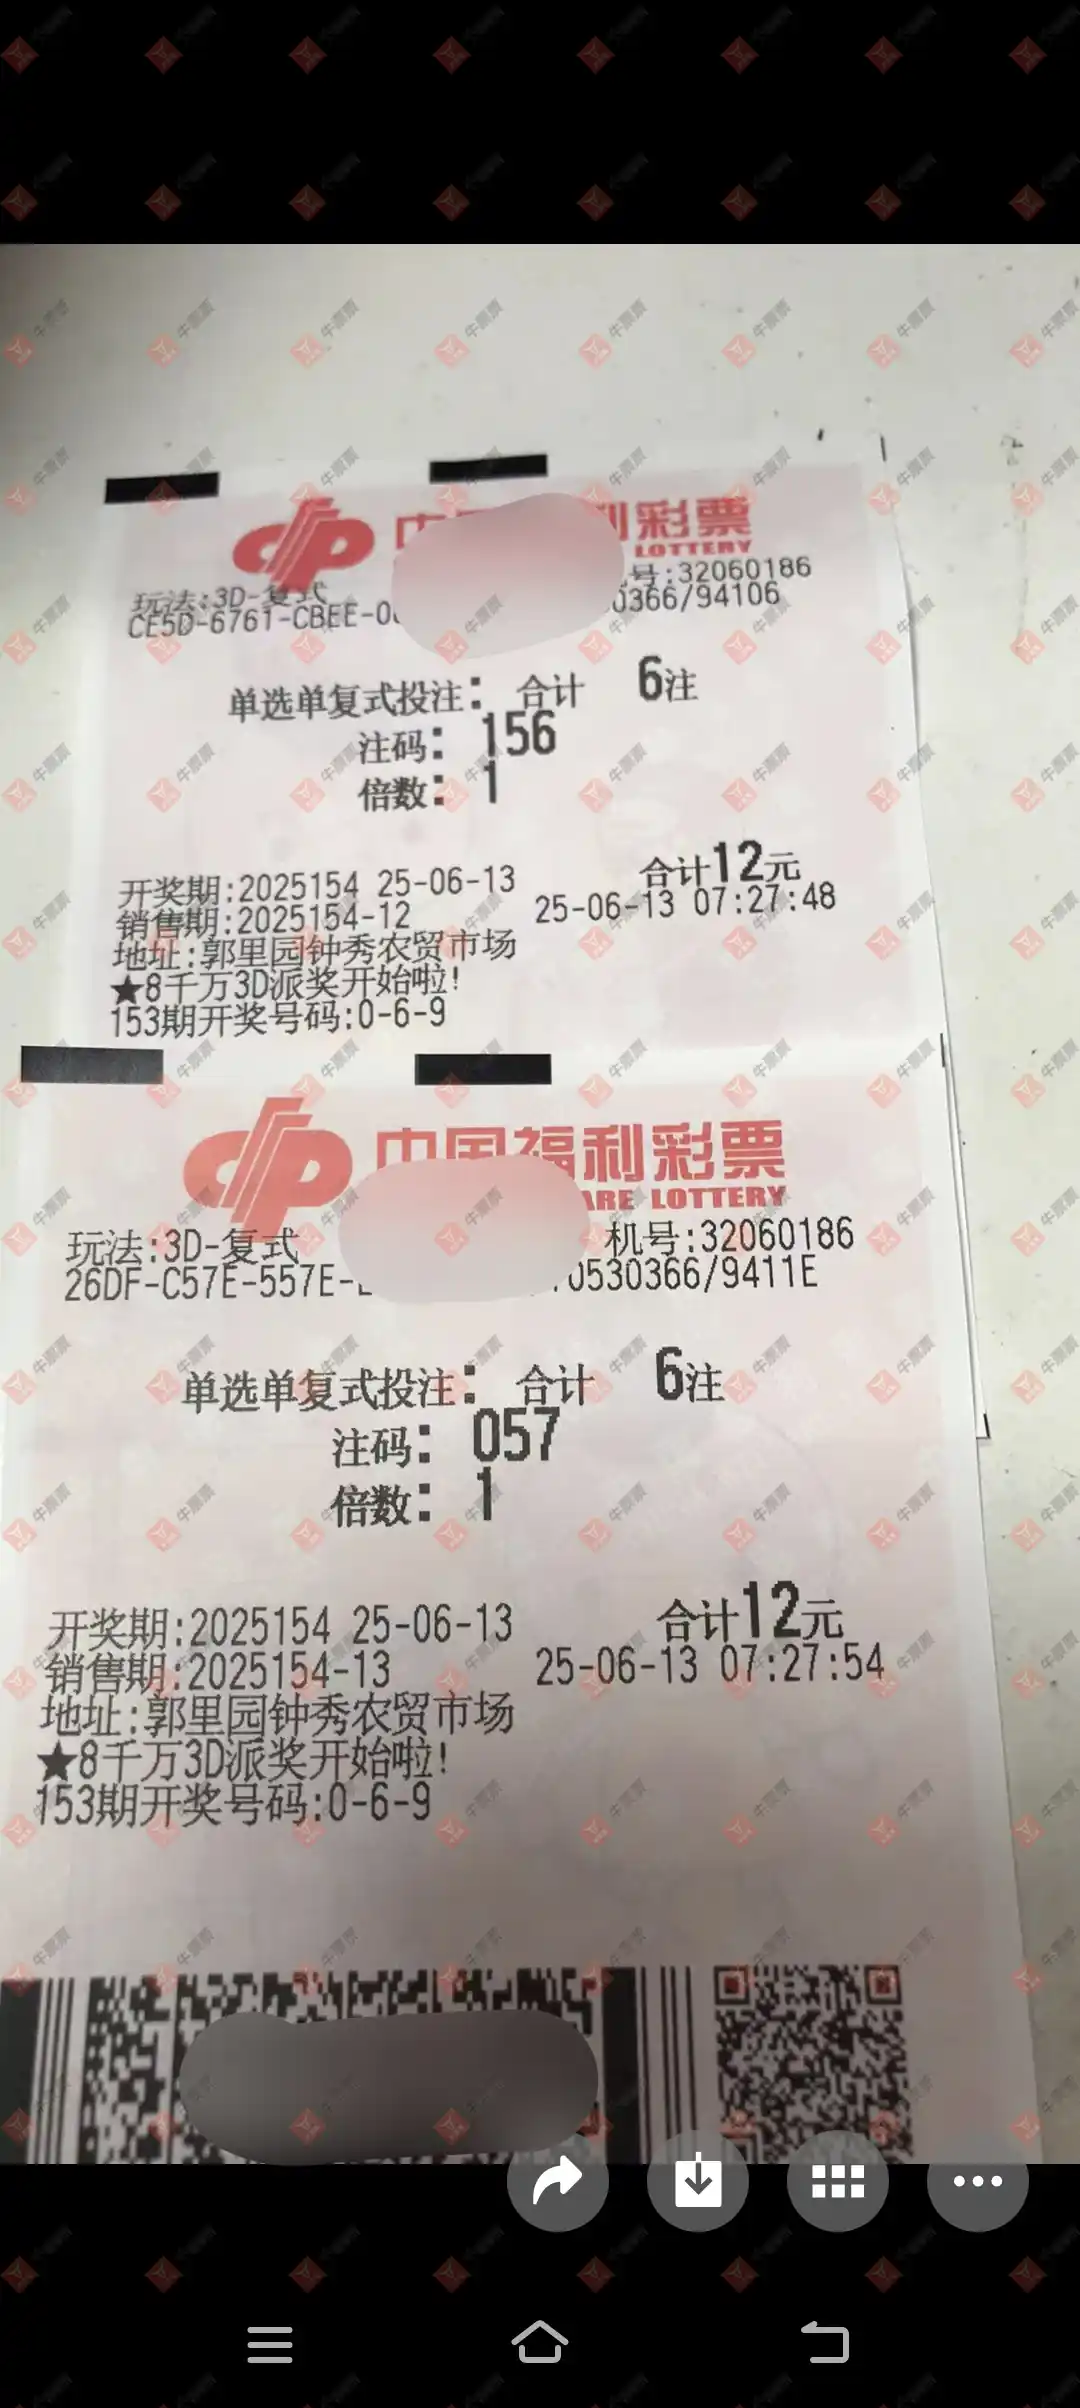 中 利彩票
LOTTERY
玩法:3D-复式 号:32060186
CE5D-6761-CBEE-0 0366/94106
单选单复式投注: 合计 6注
注码: 156
倍数: 1
合计12元
开奖期:2025154 25-06-13
销售期:2025154-12 25-06-13 07:27:48
地址:郭里园钟秀农贸市场
★8千万3D派奖开始啦!
153期开奖号码:0-6-9
中国福利彩票
ARE LOTTERY
玩法:3D-复式 机号:32060186
26DF-C57E-557E- 0530366/9411E
单选单复式投注: 合计 6注
注码: 057
倍数: 1
合计12元
开奖期:2025154 25-06-13
销售期:2025154-13 25-06-13 07:27:54
地址:郭里园钟秀农贸市场
★8千万3D派奖开始啦!
153期开奖号码:0-6-9
牛票票